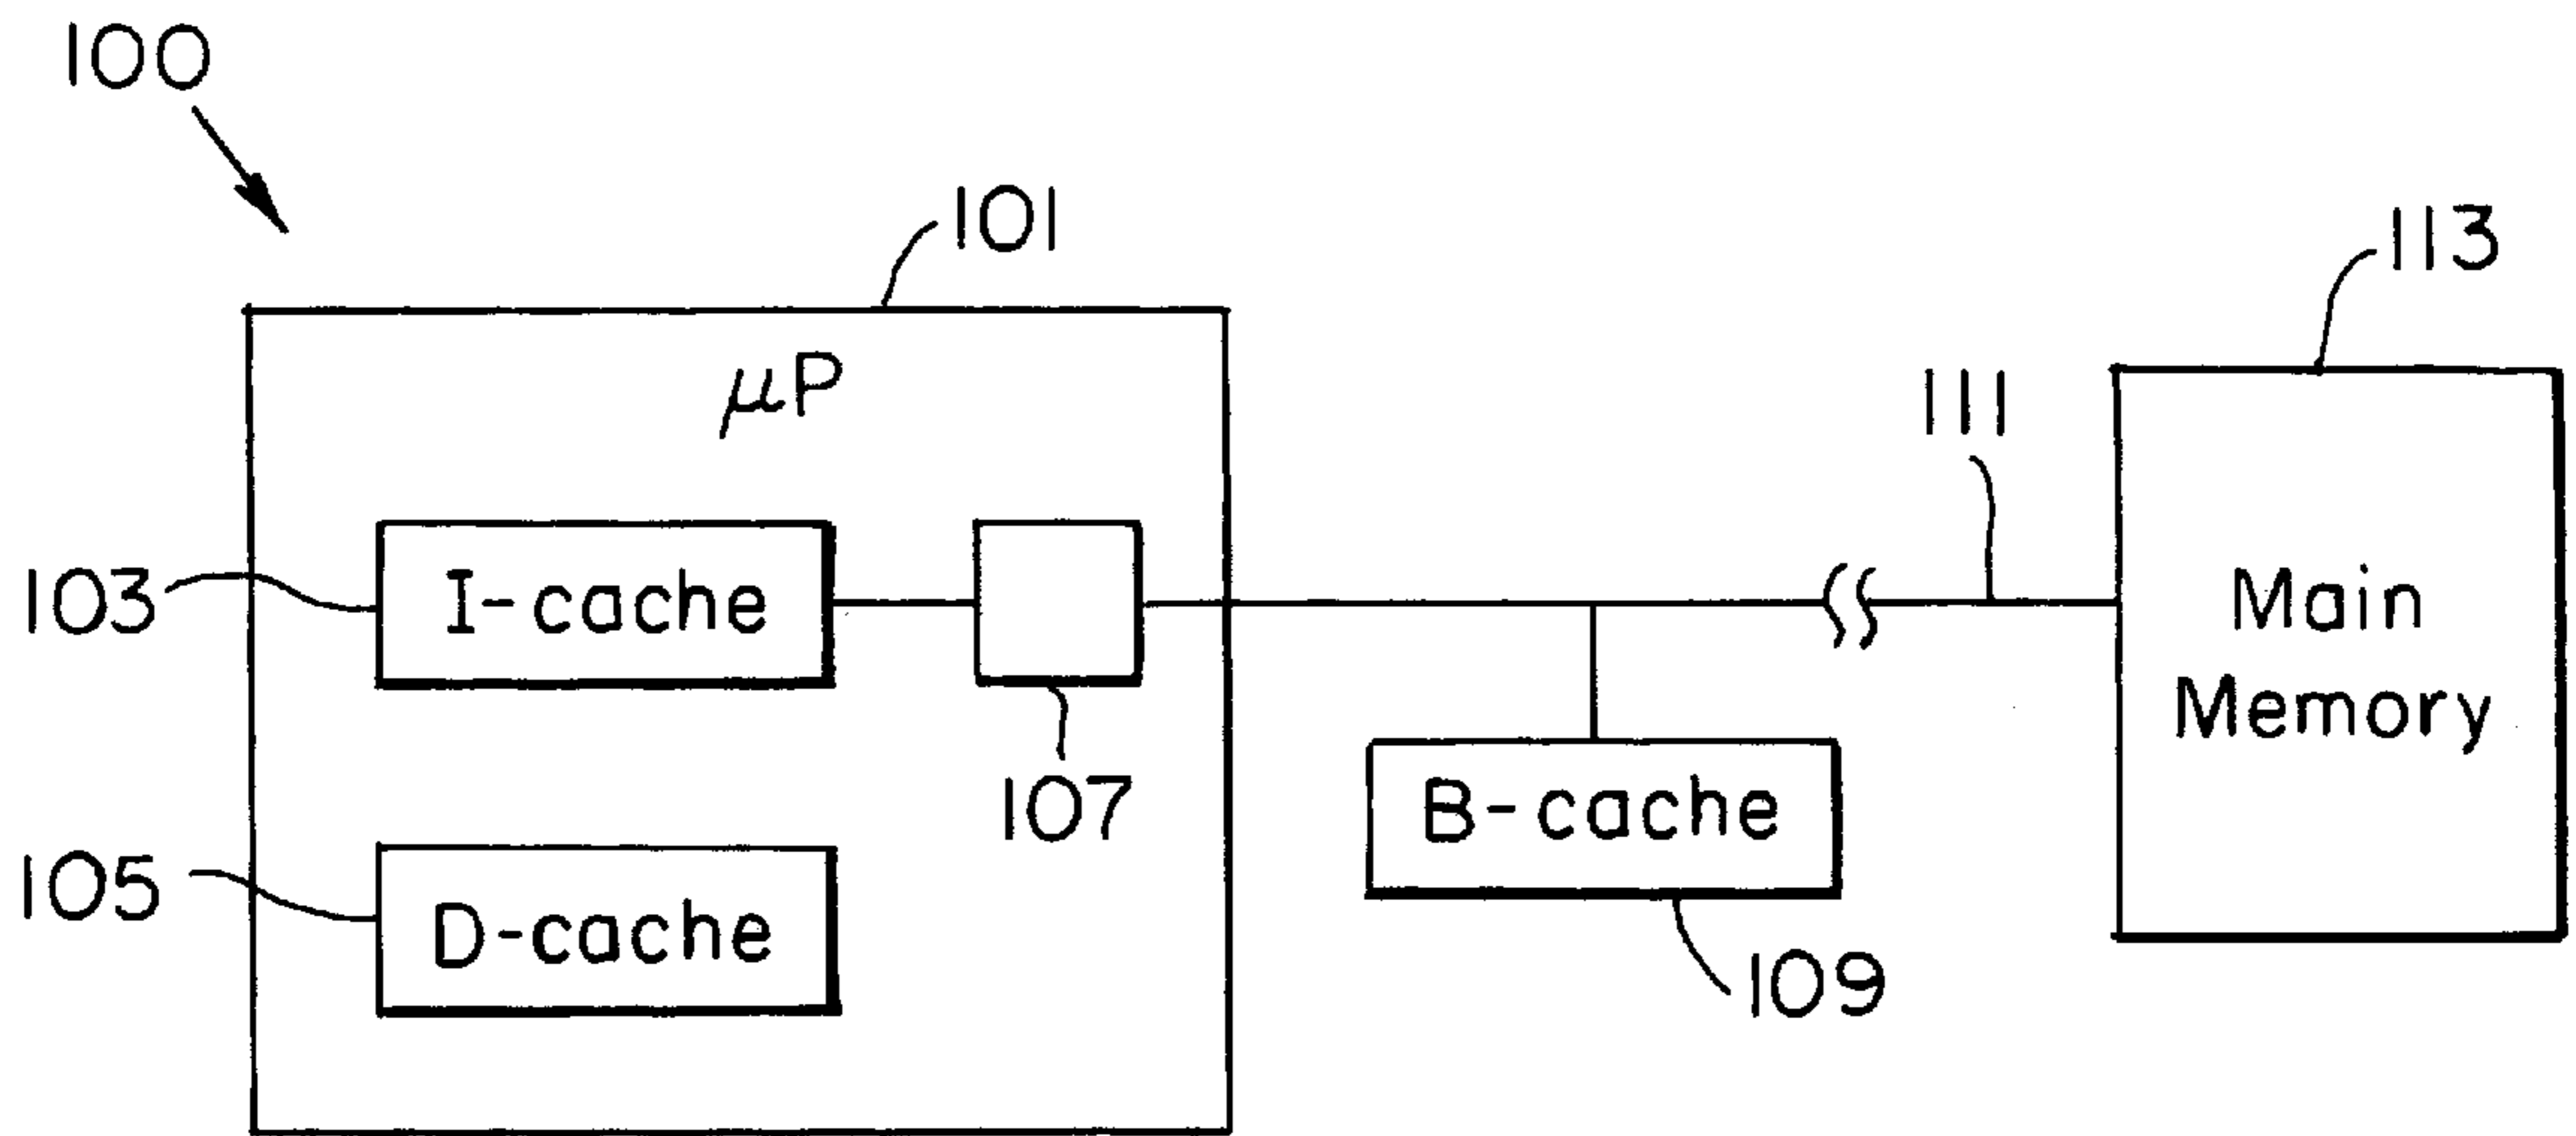 100
101
113
μP
111
103
I-cache
Main
Memory
107
B-cache
105
D-cache
109